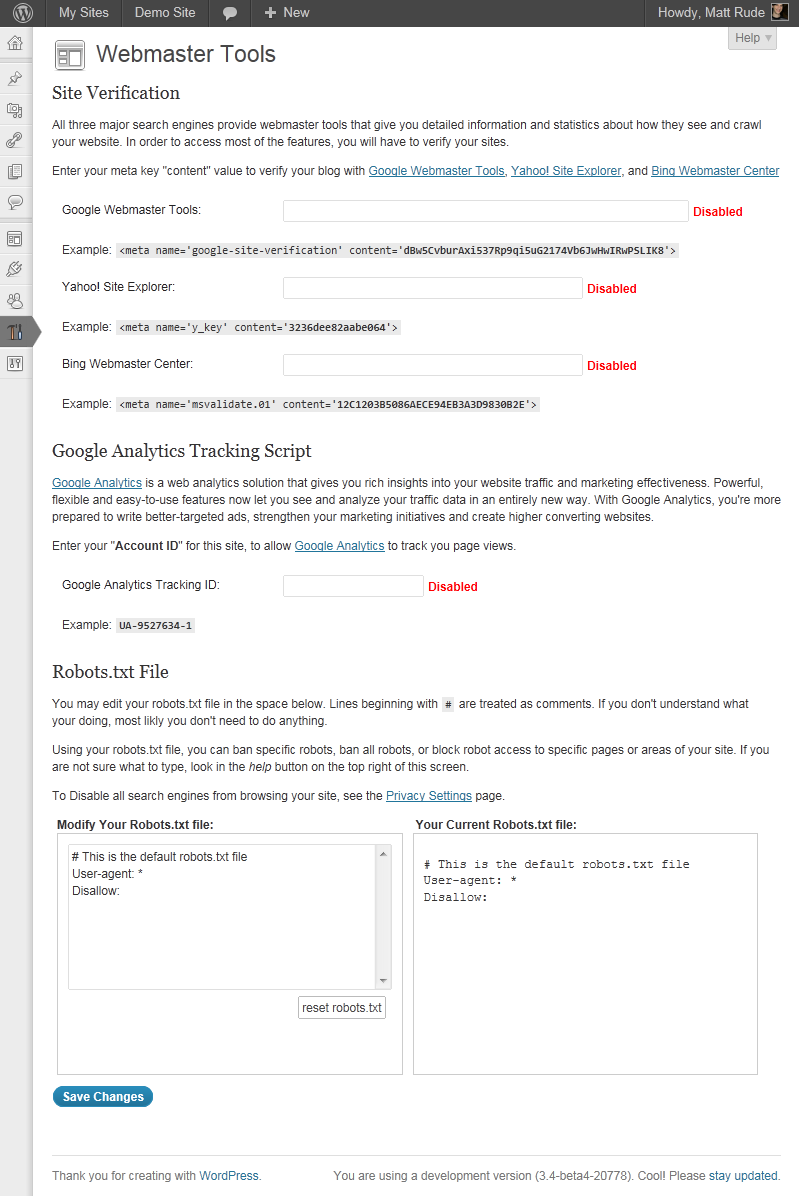 My Sites Demo Site New Howdy, Matt Rude
Help
Webmaster Tools
Site Verification
All three major search engines provide webmaster tools that give you detailed information and statistics about how they see and crawl
your website. In order to access most of the features, you will have to verify your sites.
Enter your meta key "content" value to verify your blog with Google Webmaster Tools, Yahoo! Site Explorer, and Bing Webmaster Center
Google Webmaster Tools: Disabled
Example: <meta name='google-site-verification' content='dBw5CvburAxi537Rp9qi5uG2174Vb6JwHwIRwPSLIK8'>
Yahoo! Site Explorer: Disabled
Example: <meta name='y_key' content='3236dee82aabe064'>
Bing Webmaster Center: Disabled
Example: <meta name='msvalidate.01' content='12C1203B5086AECE94EB3A3D9830B2E'>
Google Analytics Tracking Script
Google Analytics is a web analytics solution that gives you rich insights into your website traffic and marketing effectiveness. Powerful,
flexible and easy-to-use features now let you see and analyze your traffic data in an entirely new way. With Google Analytics, you're more
prepared to write better-targeted ads, strengthen your marketing initiatives and create higher converting websites.
Enter your "Account ID" for this site, to allow Google Analytics to track you page views.
Google Analytics Tracking ID: Disabled
Example: UA-9527634-1
Robots.txt File
You may edit your robots.txt file in the space below. Lines beginning with # are treated as comments. If you don't understand what
your doing, most likly you don't need to do anything.
Using your robots.txt file, you can ban specific robots, ban all robots, or block robot access to specific pages or areas of your site. If you
are not sure what to type, look in the help button on the top right of this screen.
To Disable all search engines from browsing your site, see the Privacy Settings page.
Modify Your Robots.txt file:
# This is the default robots.txt file
User-agent: *
Disallow:
reset robots.txt
Your Current Robots.txt file:
# This is the default robots.txt file
User-agent: *
Disallow:
Save Changes
Thank you for creating with WordPress. You are using a development version (3.4-beta4-20778). Cool! Please stay updated.